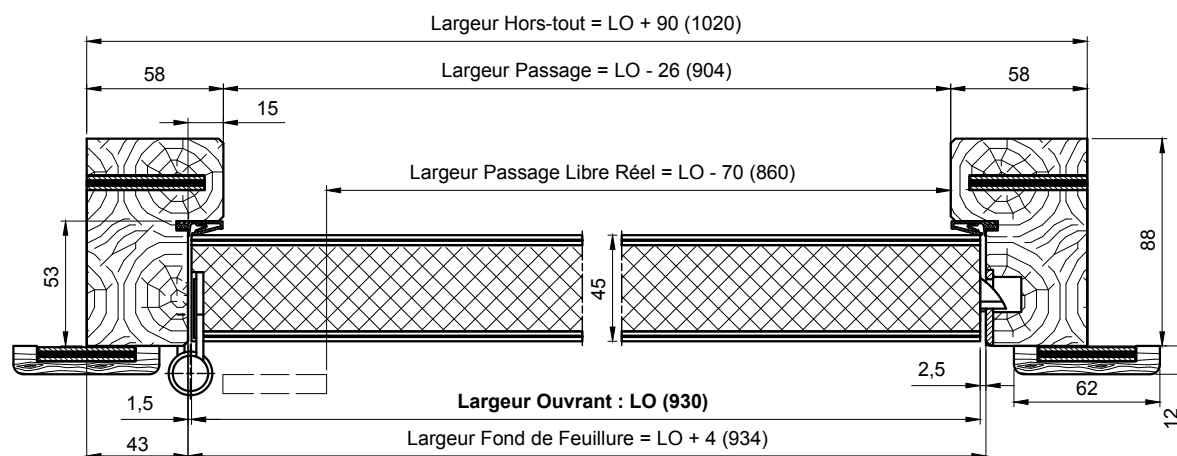 Largeur Hors-tout = LO + 90 (1020)
58
Largeur Passage = LO - 26 (904)
58
15
Largeur Passage Libre Réel = LO - 70 (860)
53
45
88
2,5
62
12
1,5
Largeur Ouvrant : LO (930)
43
Largeur Fond de Feuillure = LO + 4 (934)